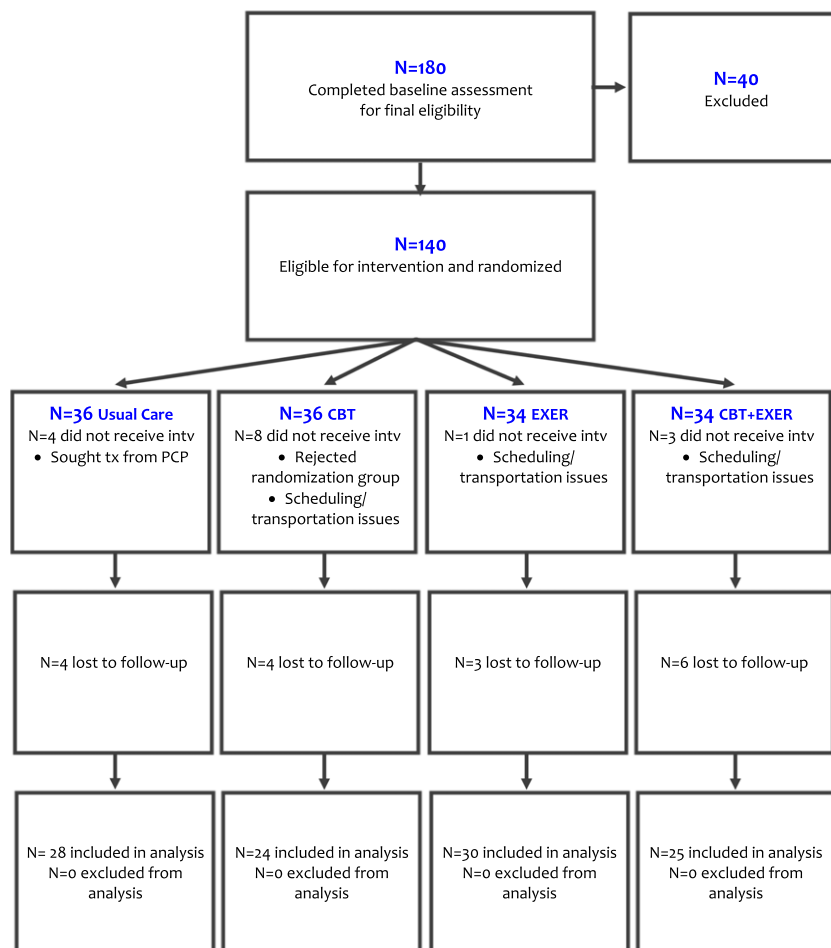 N=180
Completed baseline assessment
for final eligibility
N=40
Excluded
N=140
Eligible for intervention and randomized
N=36 Usual Care
N=4 did not receive intv
• Sought tx from PCP
N=36 CBT
N=8 did not receive intv
• Rejected
randomization group
• Scheduling/
transportation issues
N=34 EXER
N=1 did not receive intv
• Scheduling/
transportation issues
N=34 CBT+EXER
N=3 did not receive intv
• Scheduling/
transportation issues
N=4 lost to follow-up
N=4 lost to follow-up
N=3 lost to follow-up
N=6 lost to follow-up
N= 28 included in analysis
N=0 excluded from
analysis
N=24 included in analysis
N=0 excluded from
analysis
N=30 included in analysis
N=0 excluded from
analysis
N=25 included in analysis
N=0 excluded from
analysis